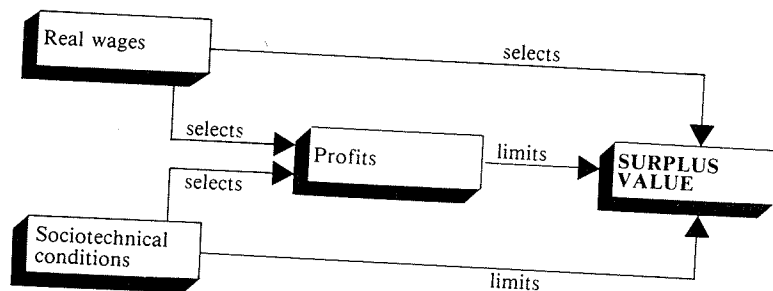 Real wages
selects
selects
Profits
limits
SURPLUS
VALUE
selects
Sociotechnical
conditions
limits